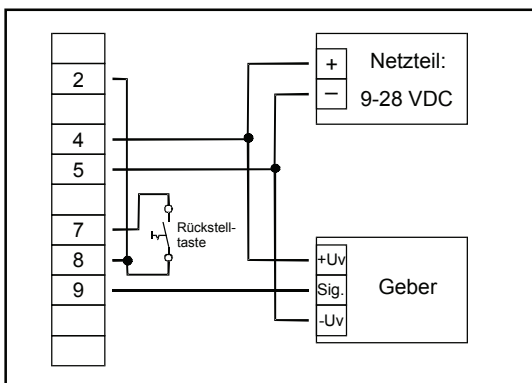 2
4
5
7
8
9
Rückstell-
taste
+
−
Netzteil:
9-28 VDC
+Uv
Sig.
-Uv
Geber